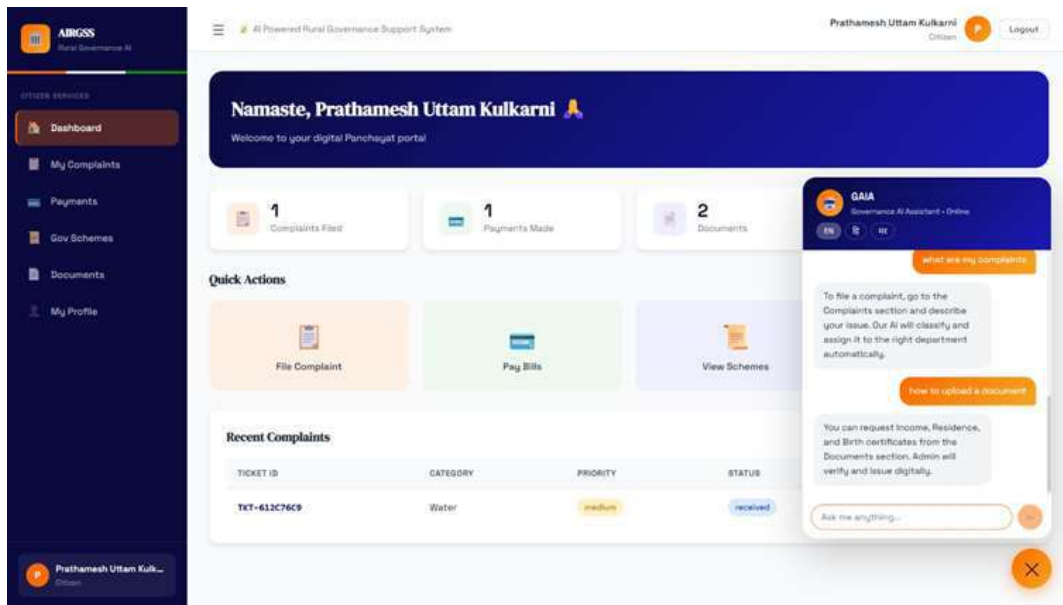 AIRGSS
Rural Governance AI
CITIZEN SERVICES
Dashboard
My Complaints
Payments
Gov Schemes
Documents
My Profile
Prathamesh Uttam Kulk...
Citizen
AI Powered Rural Governance Support System
Prathamesh Uttam Kulkarni
Citizen
P
Logout
Namaste, Prathamesh Uttam Kulkarni
Welcome to your digital Panchayat portal
1
Complaints Filed
1
Payments Made
2
Documents
Quick Actions
File Complaint
Pay Bills
View Schemes
Recent Complaints
TICKET ID CATEGORY PRIORITY STATUS
TKT-612C76C9 Water medium received
GAIA
Governance AI Assistant • Online
EN हि मर
what are my complaints
To file a complaint, go to the
Complaints section and describe
your issue. Our AI will classify and
assign it to the right department
automatically.
how to upload a document
You can request Income, Residence,
and Birth certificates from the
Documents section. Admin will
verify and issue digitally.
Ask me anything...
P